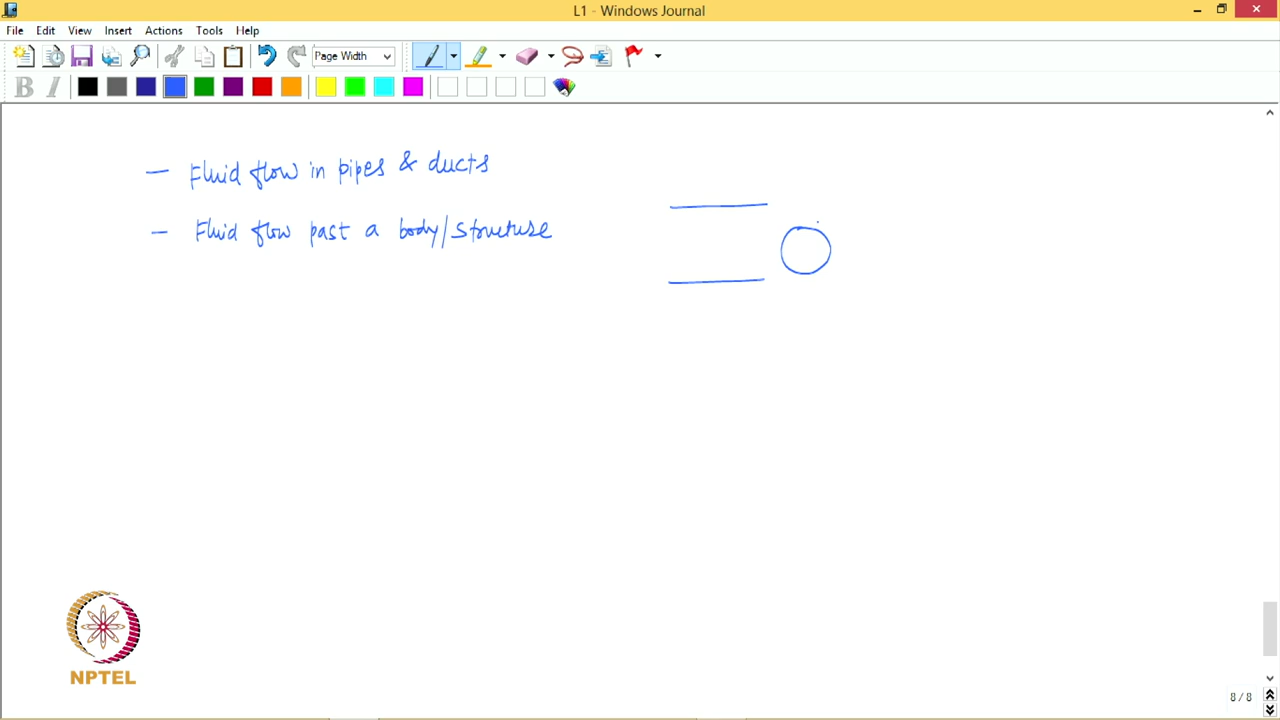 L1 - Windows Journal
File Edit View Insert Actions Tools Help
Page Width
B I
— Fluid flow in pipes & ducts
— Fluid flow past a body/structure
NPTEL
8/8